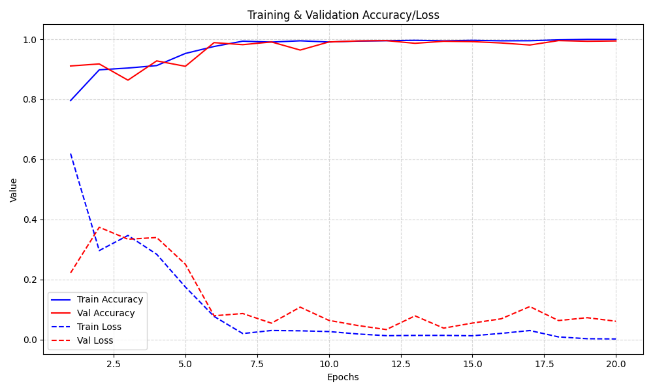 Training & Validation Accuracy/Loss
1.0
0.8
0.6
0.4
0.2
0.0
Value
Train Accuracy
Val Accuracy
Train Loss
Val Loss
2.5 5.0 7.5 10.0 12.5 15.0 17.5 20.0
Epochs